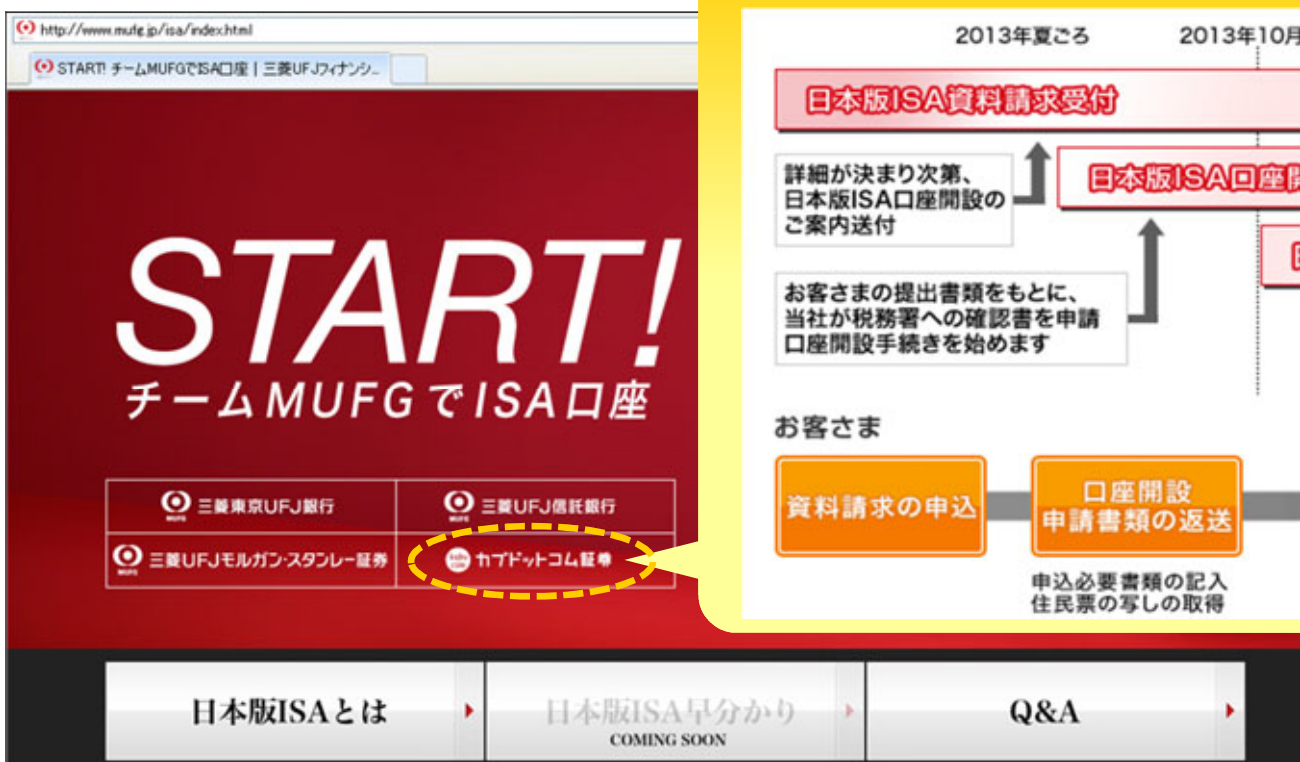 http://www.mufg.jp/isa/index.html
START! チームMUFGでISA口座 | 三菱UFJフィナンシ...
START!
チームMUFGでISA口座
MUFG 三菱東京UFJ銀行
MUFG 三菱UFJ信託銀行
MUFG 三菱UFJモルガン・スタンレー証券
カブドットコム証券
日本版ISAとは
日本版ISA早分かり
COMING SOON
Q&A
2013年夏ごろ
2013年10月
日本版ISA資料請求受付
詳細が決まり次第、
日本版ISA口座開設の
ご案内送付
日本版ISA口座開
お客さまの提出書類をもとに、
当社が税務署への確認書を申請
口座開設手続きを始めます
お客さま
資料請求の申込
口座開設
申請書類の返送
申込必要書類の記入
住民票の写しの取得